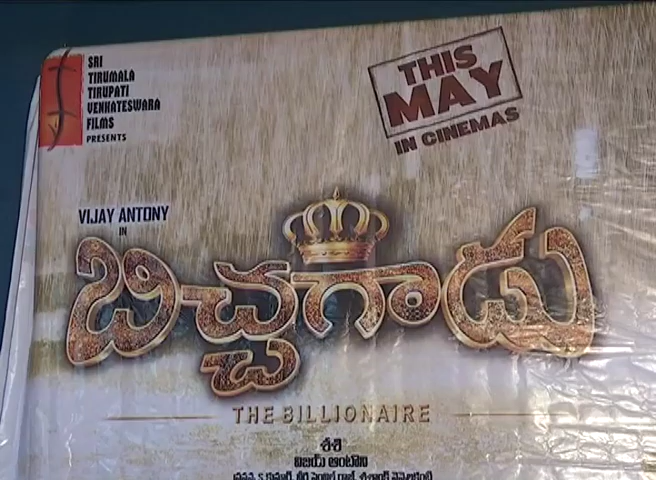 SRI
TIRUMALA
TIRUPATI
VENKATESWARA
FILMS
PRESENTS
THIS
MAY
IN CINEMAS
VIJAY ANTONY
IN
బిచ్చగాడు
THE BILLIONAIRE
శశి
విజయ్ ఆంటోని